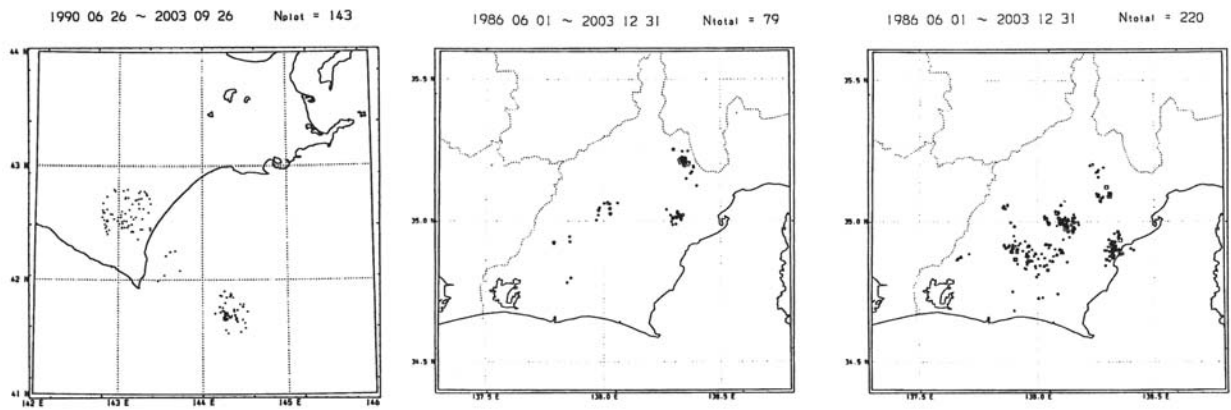 1990 06 26 ~ 2003 09 26 Nplot = 143
44 N
43 N
42 N
41 N
142 E 143 E 144 E 145 E 146
1986 06 01 ~ 2003 12 31 Ntotal = 79
35.5 N
35.0 N
34.5 N
137.5 E 138.0 E 138.5 E
1986 06 01 ~ 2003 12 31 Ntotal = 220
35.5 N
35.0 N
34.5 N
137.5 E 138.0 E 138.5 E